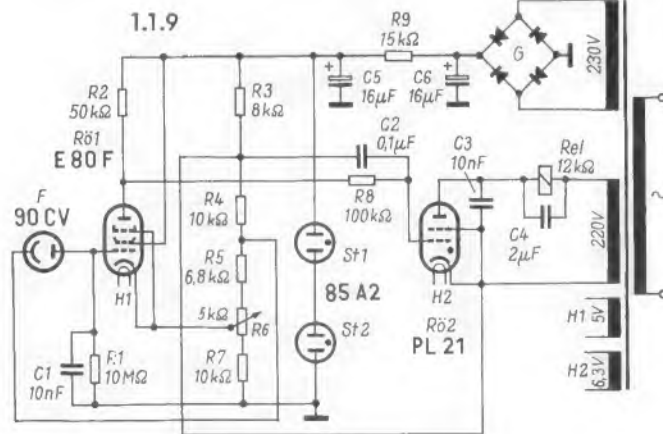 1.1.9
R9
15kΩ
G
230V
R2
50kΩ
R3
8kΩ
+
C5
16µF
+
C6
16µF
Rö1
E 80 F
C2
0,1µF
C3
10nF
Rel
12kΩ
F
90 CV
R4
10kΩ
R8
100kΩ
C4
2µF
220V
~
R5
6,8kΩ
St1
85 A2
H1
H2
5kΩ
R6
St2
Rö2
PL 21
H1
5V
C1
10nF
R1
10MΩ
R7
10kΩ
H2
6,3V